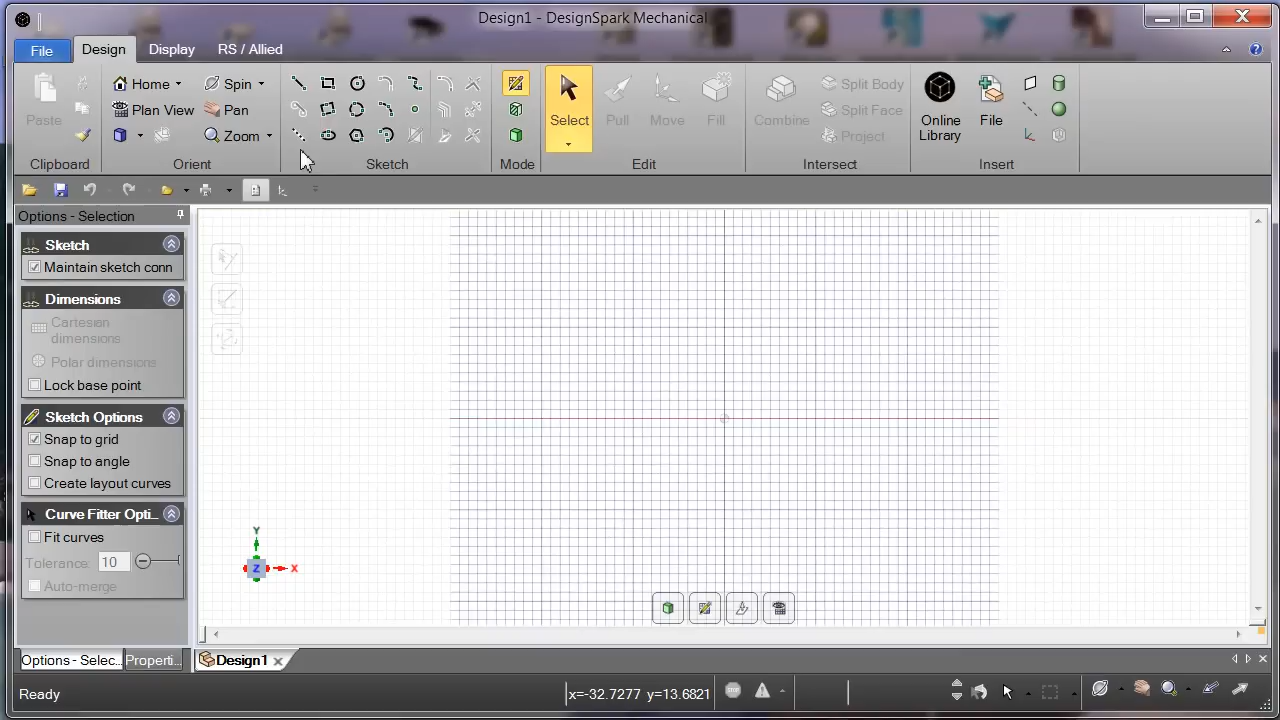 Design1 - DesignSpark Mechanical
File Design Display RS / Allied
Paste
Home Spin
Plan View Pan
Zoom
Select Pull Move Fill
Combine
Split Body
Split Face
Project
Online
Library
File
Clipboard Orient Sketch Mode Edit Intersect Insert
Options - Selection
Sketch
Maintain sketch conn
Dimensions
Cartesian
dimensions
Polar dimensions
Lock base point
Sketch Options
Snap to grid
Snap to angle
Create layout curves
Curve Fitter Opti...
Fit curves
Tolerance: 10
Auto-merge
Y
Z X
Options - Selec... Properti... Design1
Ready x=-32.7277 y=13.6821